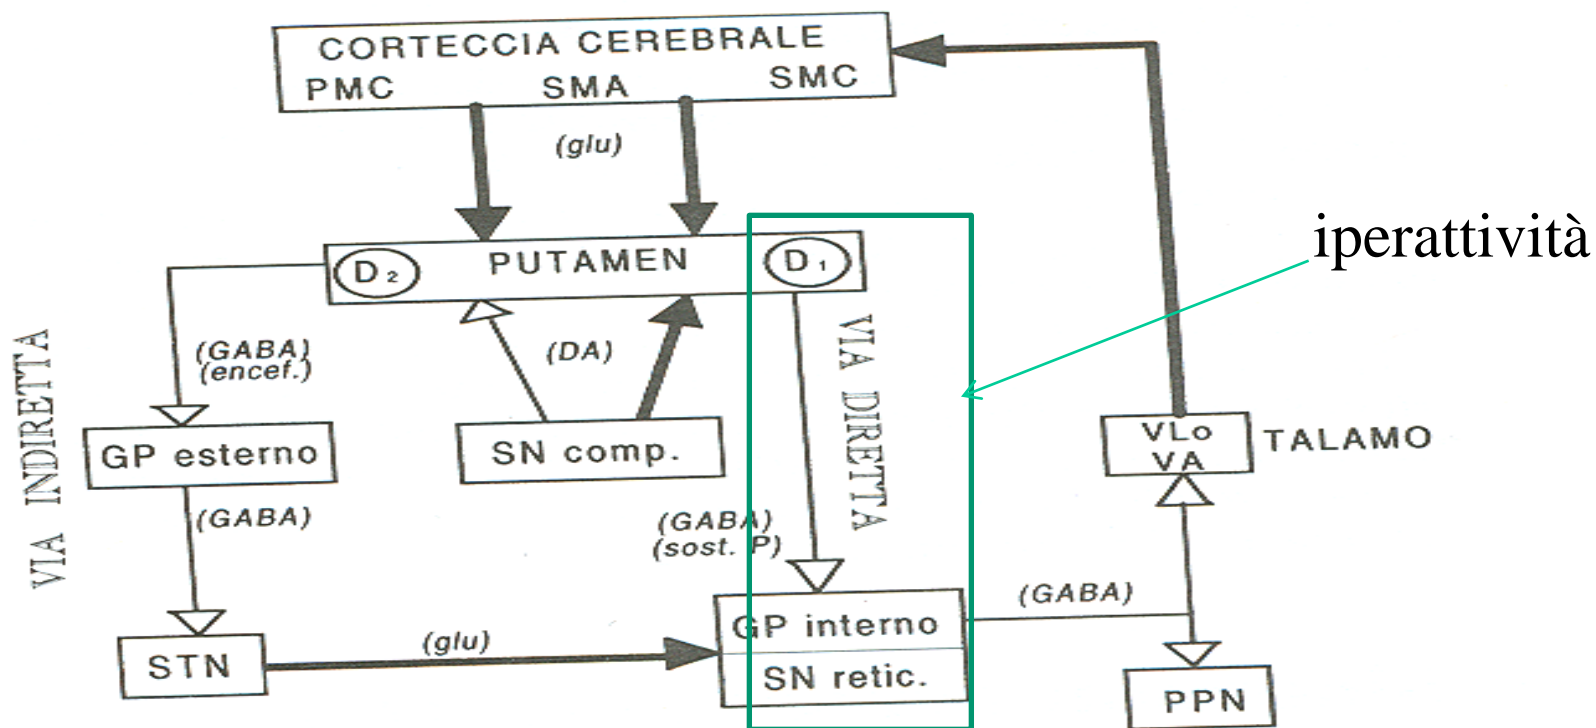 CORTECCIA CEREBRALE
PMC SMA SMC
(glu)
iperattività
D₂ PUTAMEN D₁
(GABA)
(encef.)
(DA)
VIA INDIRETTA
VIA DIRETTA
GP esterno
SN comp.
VLo
VA
TALAMO
(GABA)
(GABA)
(sost. P)
(GABA)
GP interno
SN retic.
(glu)
STN
PPN